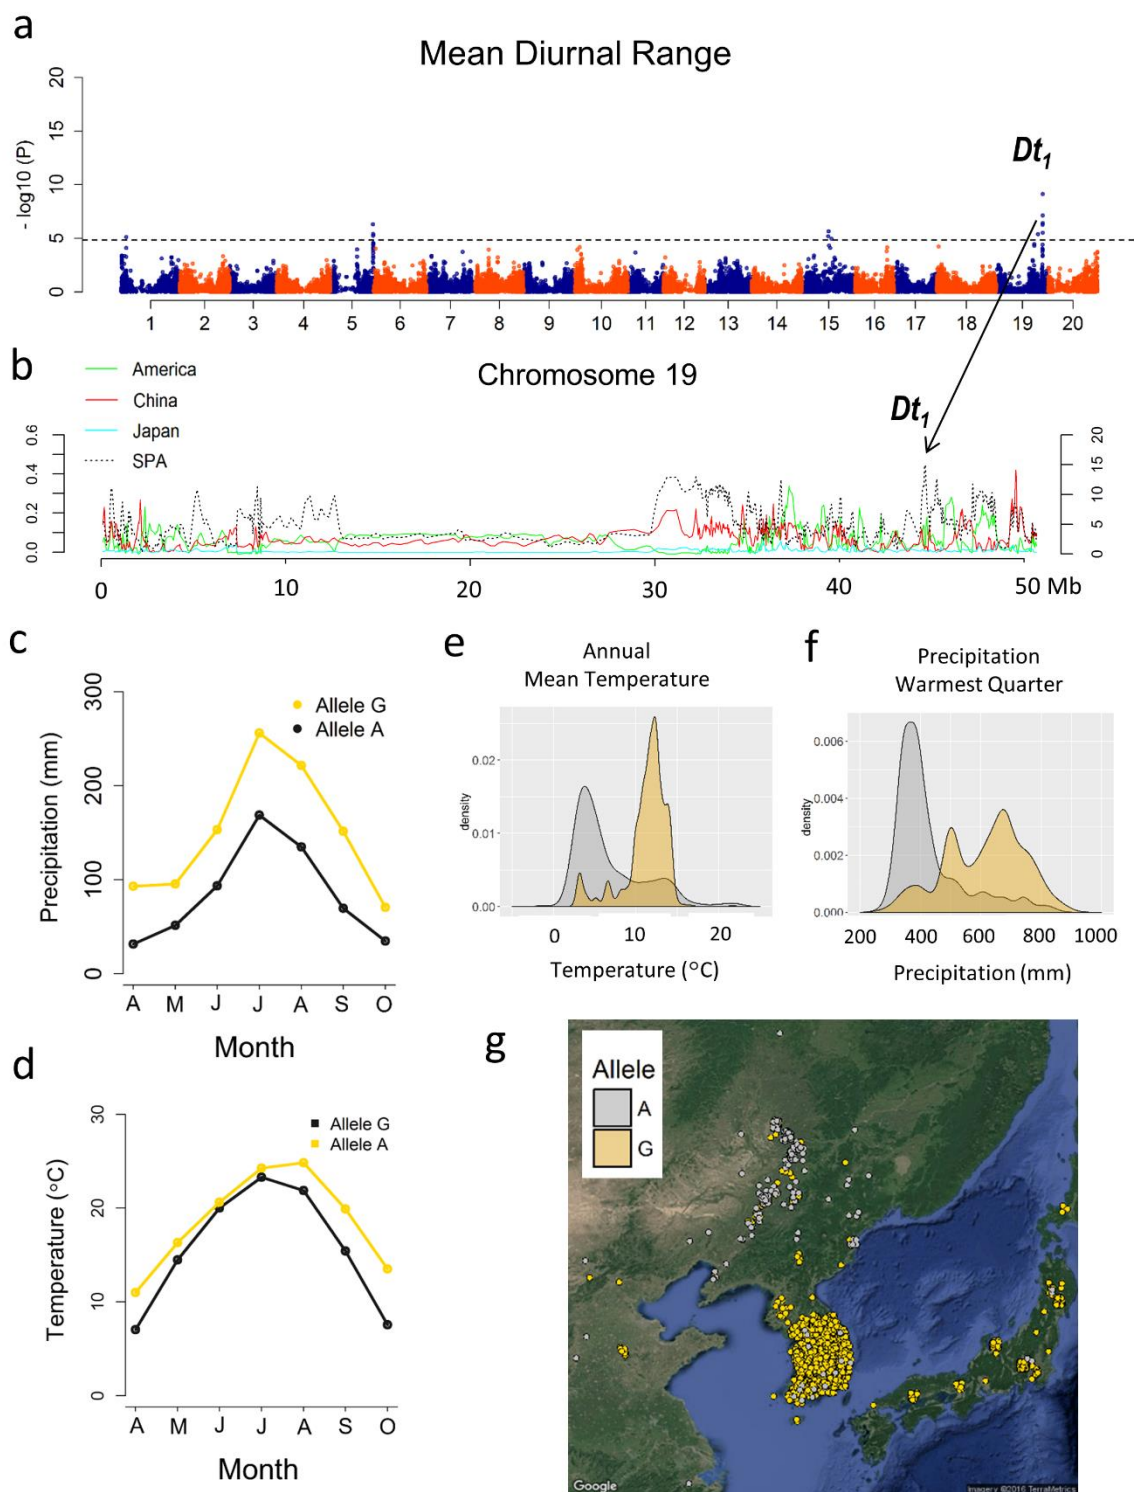 a
Mean Diurnal Range
20
15
10
5
0
- log10 (P)
Dt1
1 2 3 4 5 6 7 8 9 10 11 12 13 14 15 16 17 18 19 20
b
America
China
Japan
SPA
Chromosome 19
Dt1
0.6
0.4
0.2
0.0
20
15
10
5
0
0 10 20 30 40 50 Mb
c
300
200
100
0
Precipitation (mm)
Allele G
Allele A
A M J J A S O
Month
d
30
20
10
0
Temperature (°C)
Allele G
Allele A
A M J J A S O
Month
e
Annual
Mean Temperature
0.02
0.01
0.00
density
0 10 20
Temperature (°C)
f
Precipitation
Warmest Quarter
0.006
0.004
0.002
0.000
density
200 400 600 800 1000
Precipitation (mm)
g
Allele
A
G
Google
Imagery ©2016 TerraMetrics